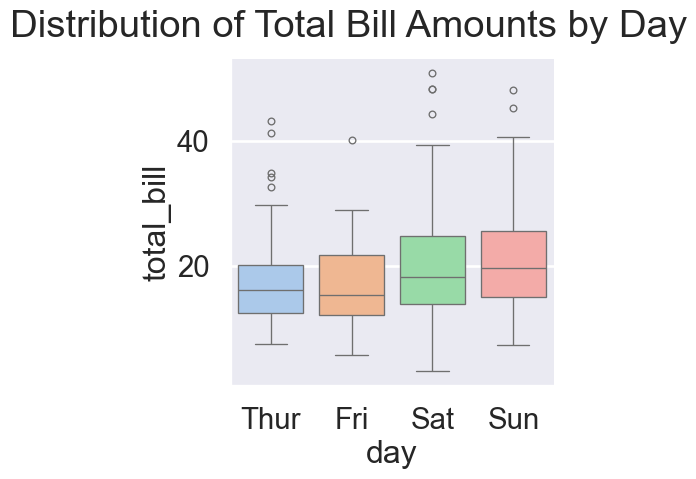 Distribution of Total Bill Amounts by Day
total_bill
40
20
Thur Fri Sat Sun
day